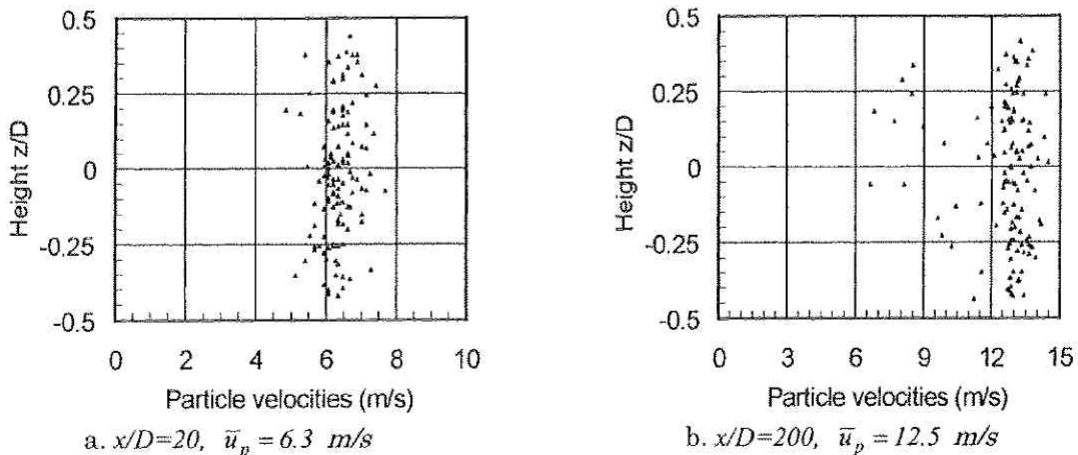 0.5
0.25
0
-0.25
-0.5
Height z/D
0 2 4 6 8 10
Particle velocities (m/s)
a. x/D=20, u̅p = 6.3 m/s
0.5
0.25
0
-0.25
-0.5
Height z/D
0 3 6 9 12 15
Particle velocities (m/s)
b. x/D=200, u̅p = 12.5 m/s